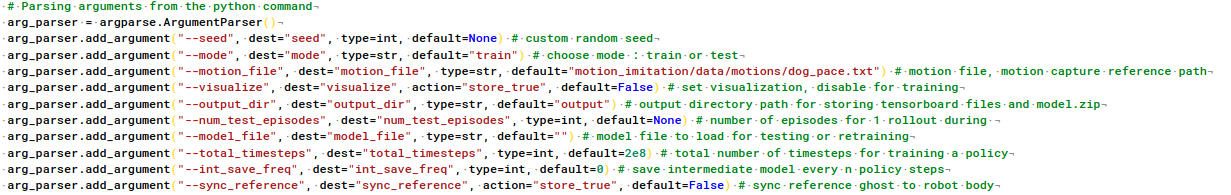 # Parsing arguments from the python command
arg_parser = argparse.ArgumentParser()
arg_parser.add_argument("--seed", dest="seed", type=int, default=None) # custom random seed
arg_parser.add_argument("--mode", dest="mode", type=str, default="train") # choose mode : train or test
arg_parser.add_argument("--motion_file", dest="motion_file", type=str, default="motion_imitation/data/motions/dog_pace.txt") # motion file, motion capture reference path
arg_parser.add_argument("--visualize", dest="visualize", action="store_true", default=False) # set visualization, disable for training
arg_parser.add_argument("--output_dir", dest="output_dir", type=str, default="output") # output directory path for storing tensorboard files and model.zip
arg_parser.add_argument("--num_test_episodes", dest="num_test_episodes", type=int, default=None) # number of episodes for 1 rollout during
arg_parser.add_argument("--model_file", dest="model_file", type=str, default="") # model file to load for testing or retraining
arg_parser.add_argument("--total_timesteps", dest="total_timesteps", type=int, default=2e8) # total number of timesteps for training a policy
arg_parser.add_argument("--int_save_freq", dest="int_save_freq", type=int, default=0) # save intermediate model every n policy steps
arg_parser.add_argument("--sync_reference", dest="sync_reference", action="store_true", default=False) # sync reference ghost to robot body